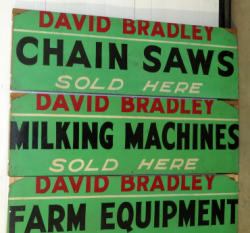 DAVID BRADLEY
CHAIN SAWS
SOLD HERE
DAVID BRADLEY
MILKING MACHINES
SOLD HERE
DAVID BRADLEY
FARM EQUIPMENT